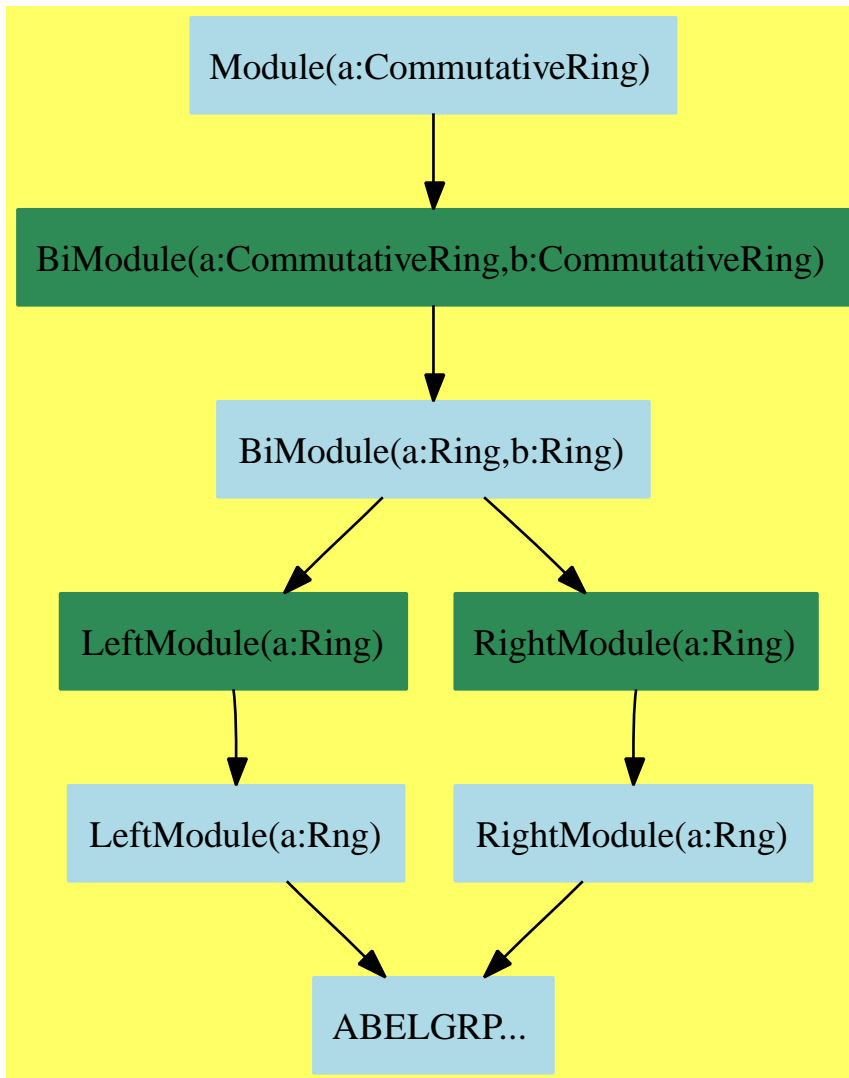 Module(a:CommutativeRing)
BiModule(a:CommutativeRing,b:CommutativeRing)
BiModule(a:Ring,b:Ring)
LeftModule(a:Ring)
RightModule(a:Ring)
LeftModule(a:Rng)
RightModule(a:Rng)
ABELGRP...